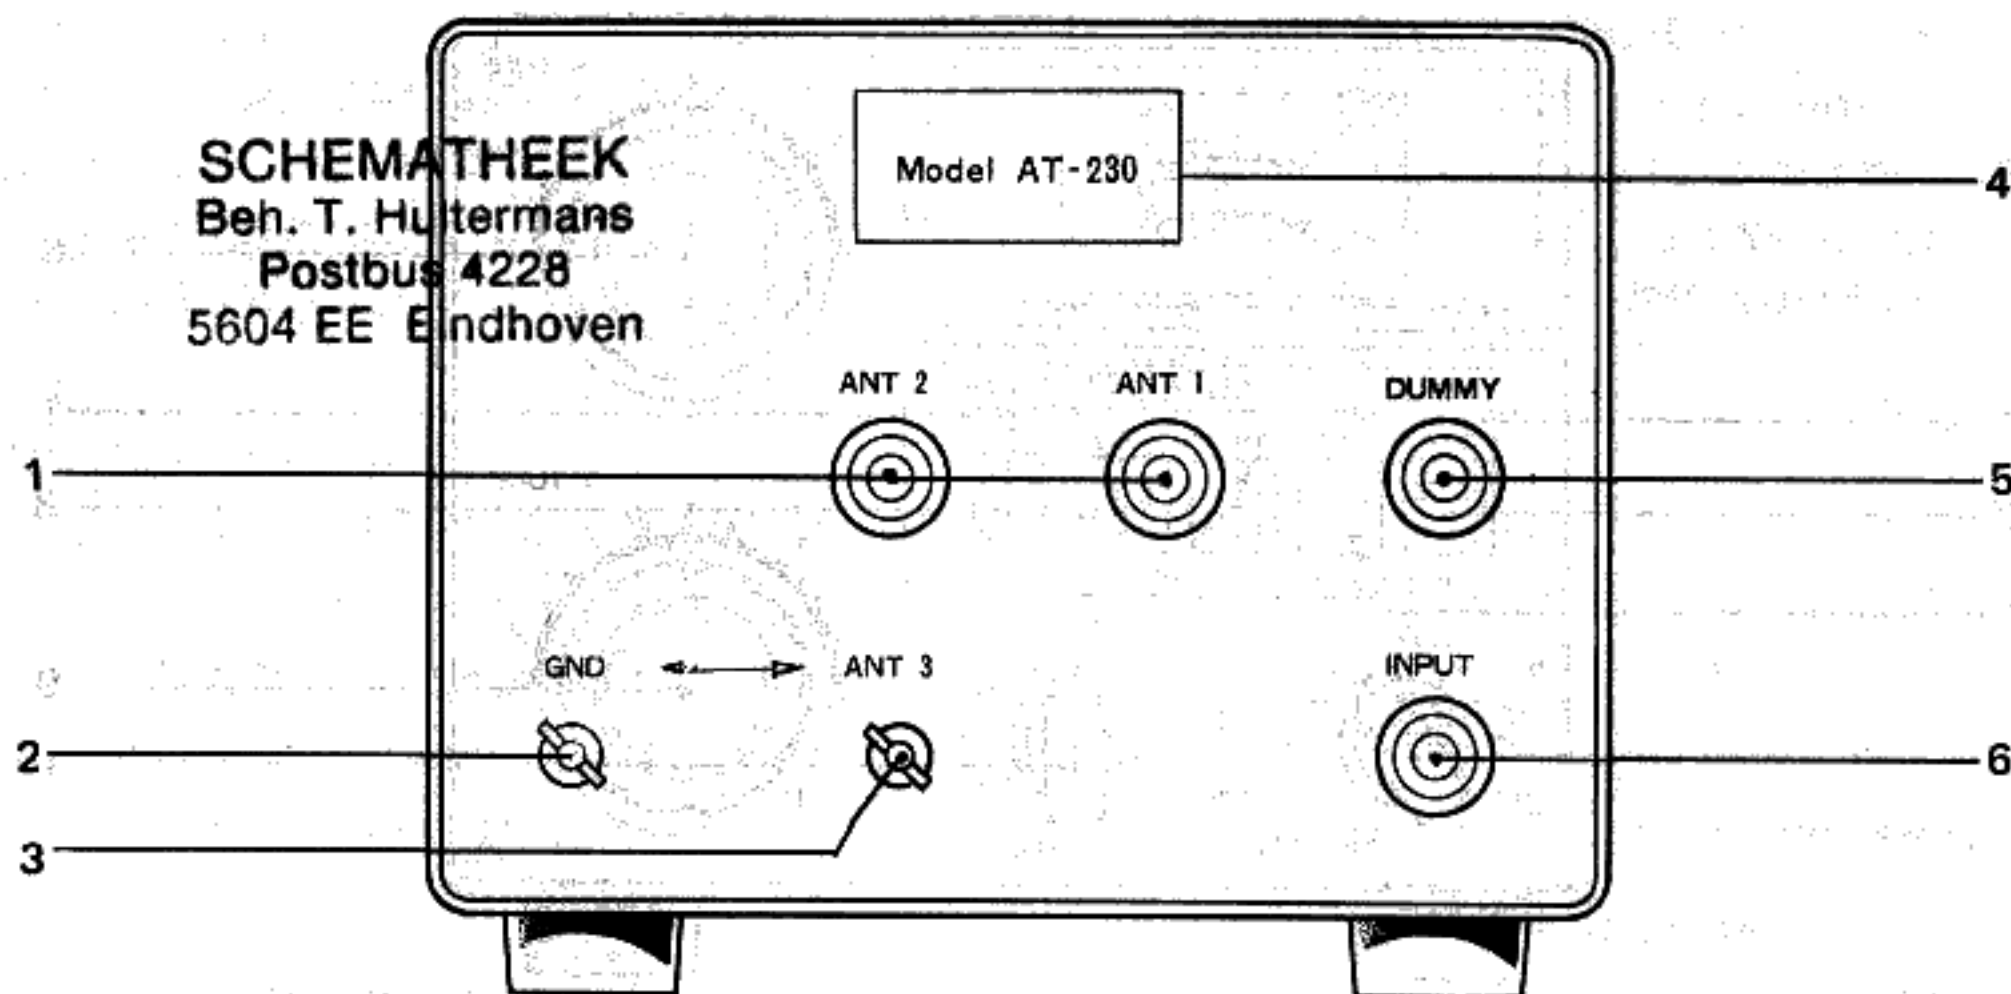 SCHEMATHEEK
Beh. T. Hultermans
Postbus 4228
5604 EE Eindhoven
Model AT-230
4
ANT 2
ANT 1
DUMMY
1
5
GND
ANT 3
INPUT
2
6
3